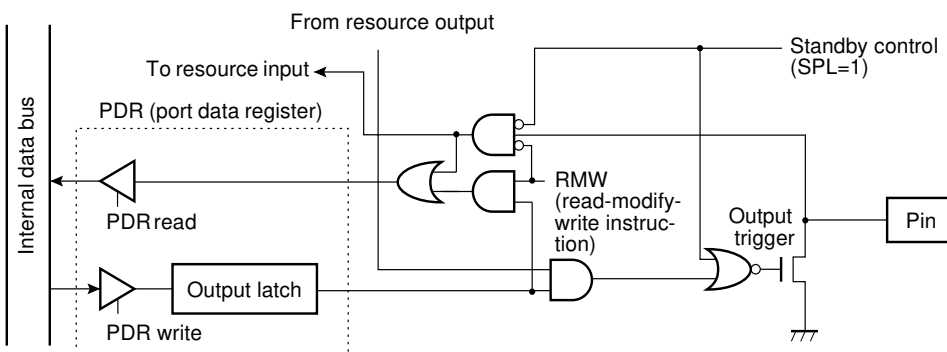 From resource output
Standby control
(SPL=1)
To resource input
PDR (port data register)
Internal data bus
RMW
(read-modify-
write instruc-
tion)
PDR read
Output
trigger
Pin
Output latch
PDR write